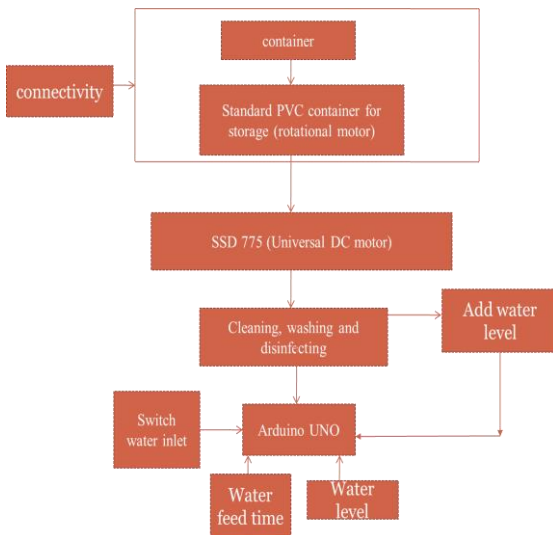 container
connectivity
Standard PVC container for
storage (rotational motor)
SSD 775 (Universal DC motor)
Cleaning, washing and
disinfecting
Add water
level
Switch
water inlet
Arduino UNO
Water
feed time
Water
level